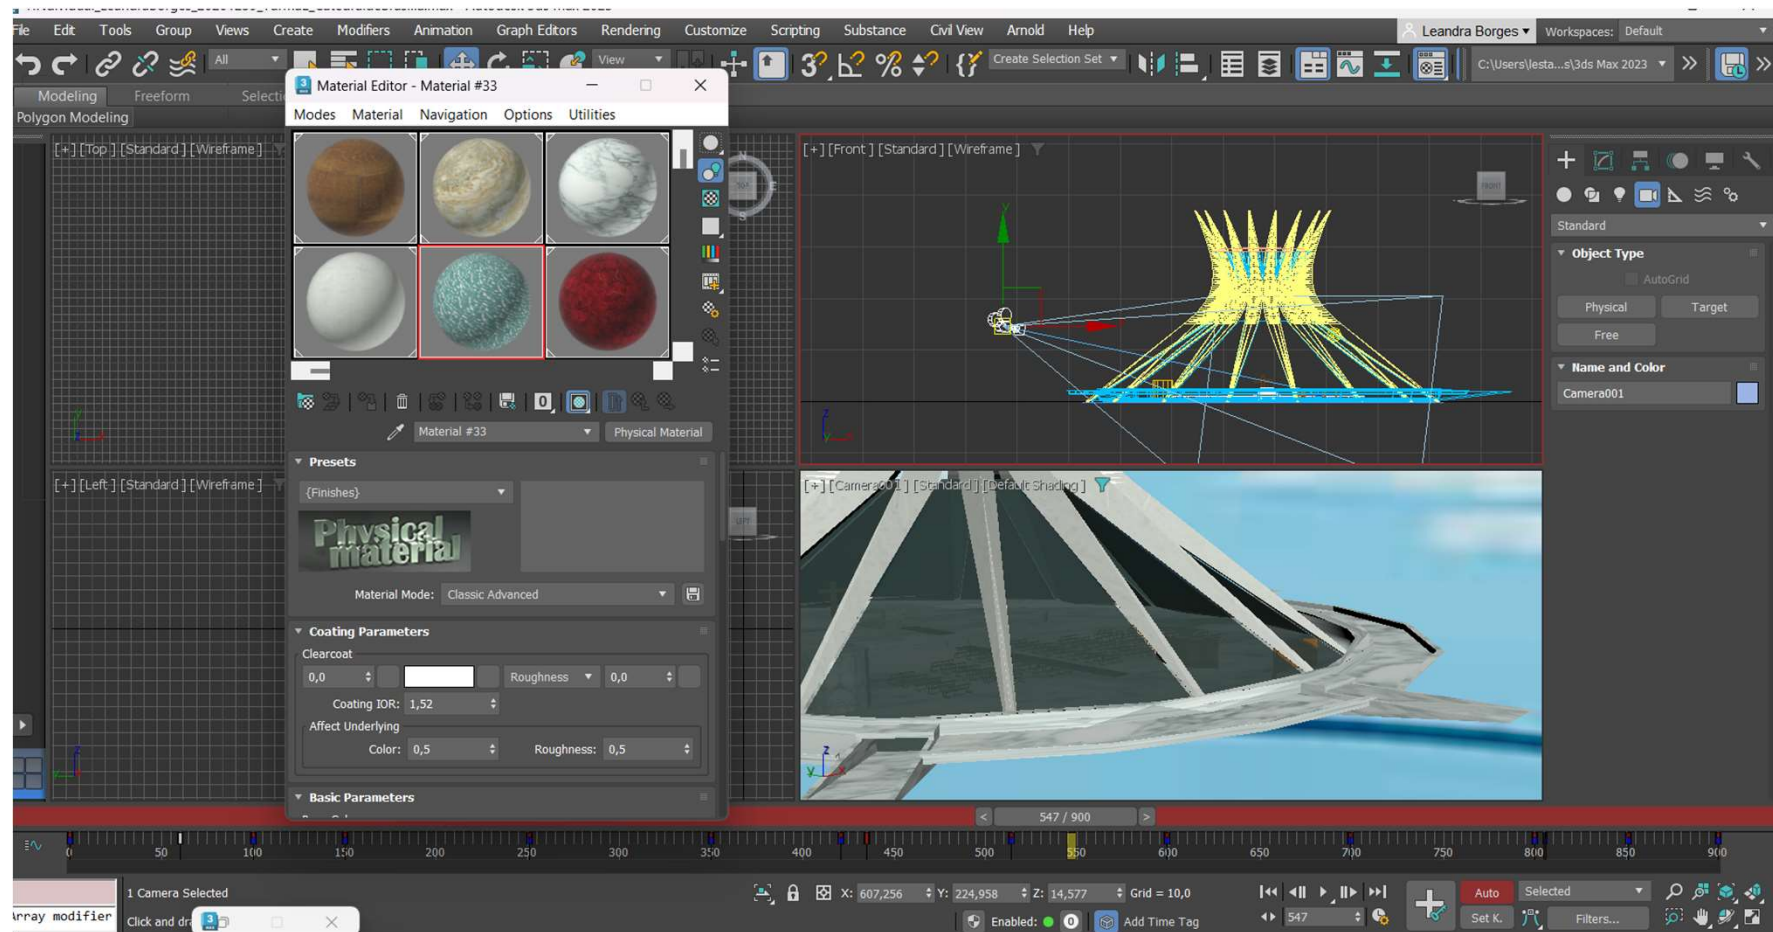 File Edit Tools Group Views Create Modifiers Animation Graph Editors Rendering Customize Scripting Substance Civil View Arnold Help Leandra Borges Workspaces: Default
All View Create Selection Set C:\Users\lesta...s\3ds Max 2023
Modeling Freeform
Polygon Modeling
Material Editor - Material #33
Modes Material Navigation Options Utilities
[+] [Top] [Standard] [Wireframe]
TOP
[+] [Front] [Standard] [Wireframe]
FRONT
Standard
Object Type
AutoGrid
Physical Target
Free
Name and Color
Camera001
Material #33 Physical Material
Presets
{Finishes}
Physical material
Material Mode: Classic Advanced
Coating Parameters
Clearcoat
0,0 Roughness 0,0
Coating IOR: 1,52
Affect Underlying
Color: 0,5 Roughness: 0,5
Basic Parameters
[+] [Left] [Standard] [Wireframe]
LEFT
[+] [Camera001] [Standard] [Default Shading]
< 547 / 900 >
0 50 100 150 200 250 300 350 400 450 500 550 600 650 700 750 800 850 900
1 Camera Selected
X: 607,256 Y: 224,958 Z: 14,577 Grid = 10,0
Auto Selected
Array modifier
Click and dr
Enabled: 0 Add Time Tag
547
Set K. Filters...